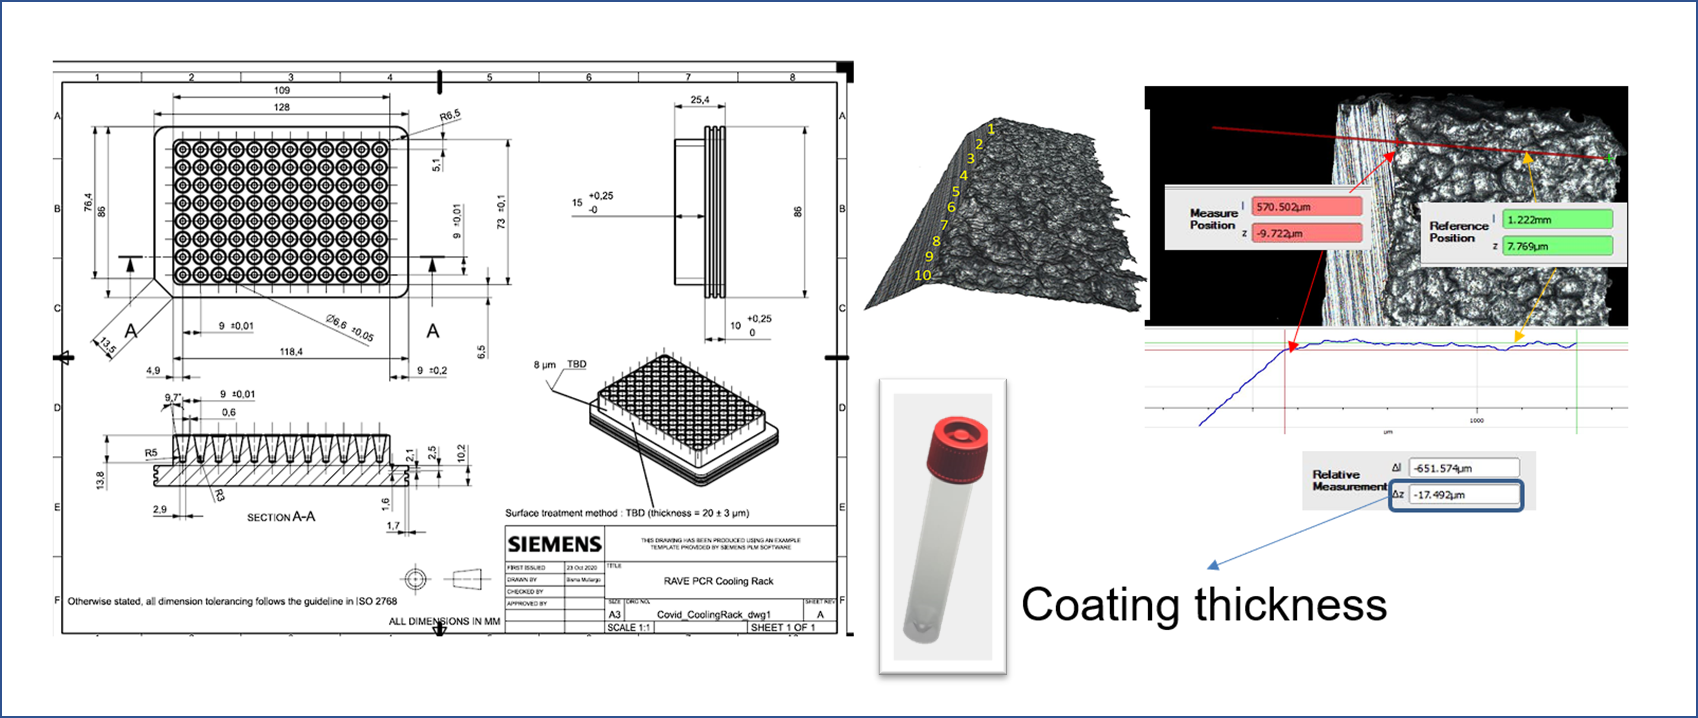 1 2 3 4 5 6 7 8
2 3 4 5 6 7 8
A
B
C
D
E
F
A
B
C
D
E
F
109
128
R6,5
5,1
76,4
86
9 ±0,01
73 ±0,1
A
A
9 ±0,01
Ø6,6 ±0,05
13,5
118,4
6,5
4,9
9 ±0,2
25,4
15 +0,25
-0
86
10 +0,25
0
9,7°
9 ±0,01
0,6
R5
13,8
R3
2,9
2,1
2,5
10,2
1,6
1,7
SECTION A-A
8 µm TBD
Surface treatment method : TBD (thickness = 20 ± 3 µm)
SIEMENS
THIS DRAWING HAS BEEN PRODUCED USING AN EXAMPLE
TEMPLATE PROVIDED BY SIEMENS PLM SOFTWARE
FIRST ISSUED 23 Oct 2020
DRAWN BY
CHECKED BY
APPROVED BY
TITLE
RAVE PCR Cooling Rack
SIZE DRG NO. SHEET REV
A3 Covid_CoolingRack_dwg1 A
SCALE 1:1 SHEET 1 OF 1
Otherwise stated, all dimension tolerancing follows the guideline in ISO 2768
ALL DIMENSIONS IN MM
1
2
3
4
5
6
7
8
9
10
Measure
Position
l 570.502µm
z -9.722µm
Reference
Position
l 1.222mm
z 7.769µm
1000
µm
Relative
Measurement
Δl -651.574µm
Δz -17.492µm
Coating thickness